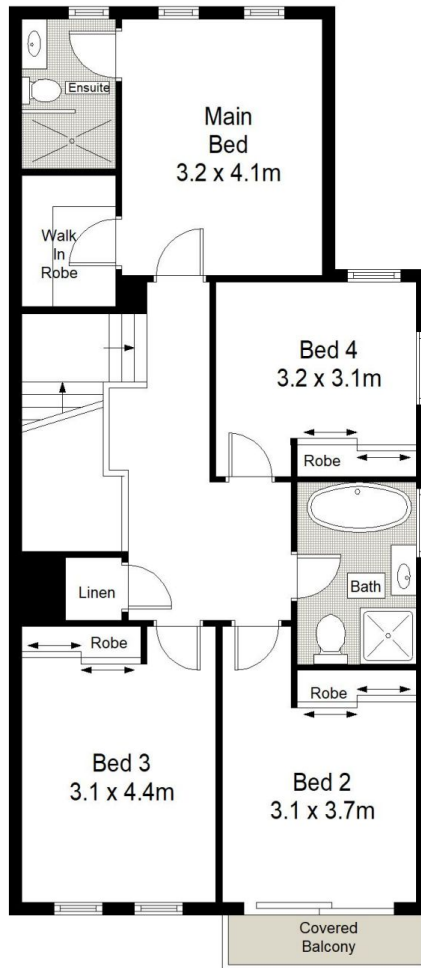 Ensuite
Main
Bed
3.2 x 4.1m
Walk
In
Robe
Bed 4
3.2 x 3.1m
Robe
Bath
Linen
Robe
Robe
Bed 3
3.1 x 4.4m
Bed 2
3.1 x 3.7m
Covered
Balcony